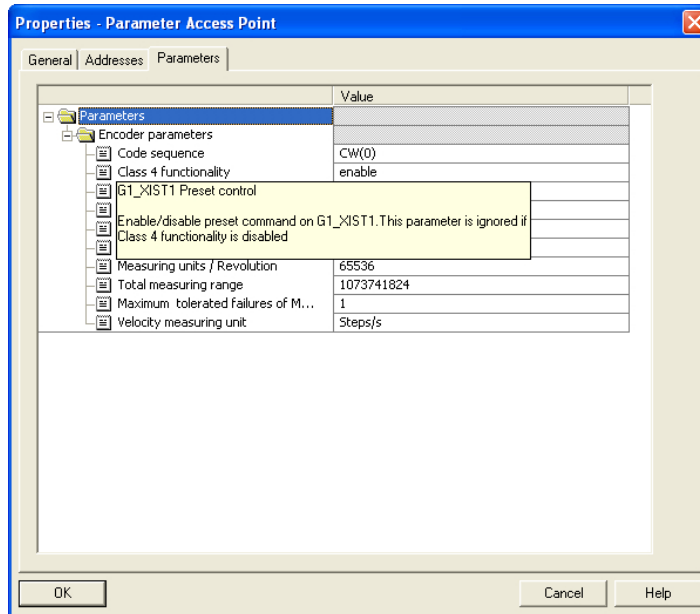 Properties - Parameter Access Point
General Addresses Parameters
Value
Parameters
Encoder parameters
Code sequence CW(0)
Class 4 functionality enable
G1_XIST1 Preset control
Enable/disable preset command on G1_XIST1.This parameter is ignored if
Class 4 functionality is disabled
Measuring units / Revolution 65536
Total measuring range 1073741824
Maximum tolerated failures of M... 1
Velocity measuring unit Steps/s
OK Cancel Help